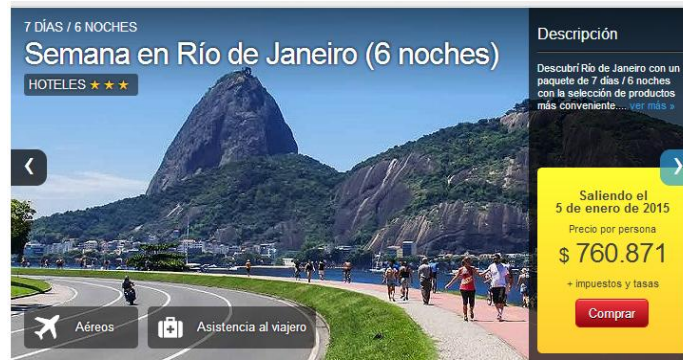 7 DÍAS / 6 NOCHES
Semana en Río de Janeiro (6 noches)
HOTELES ★ ★ ★
Aéreos
Asistencia al viajero
Descripción
Descubrí Río de Janeiro con un
paquete de 7 días / 6 noches
con la selección de productos
más conveniente.... ver más »
Saliendo el
5 de enero de 2015
Precio por persona
$ 760.871
+ impuestos y tasas
Comprar